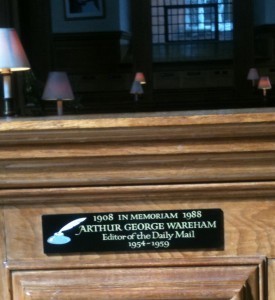 1908 IN MEMORIAM 1988
ARTHUR GEORGE WAREHAM
Editor of the Daily Mail
1954–1959